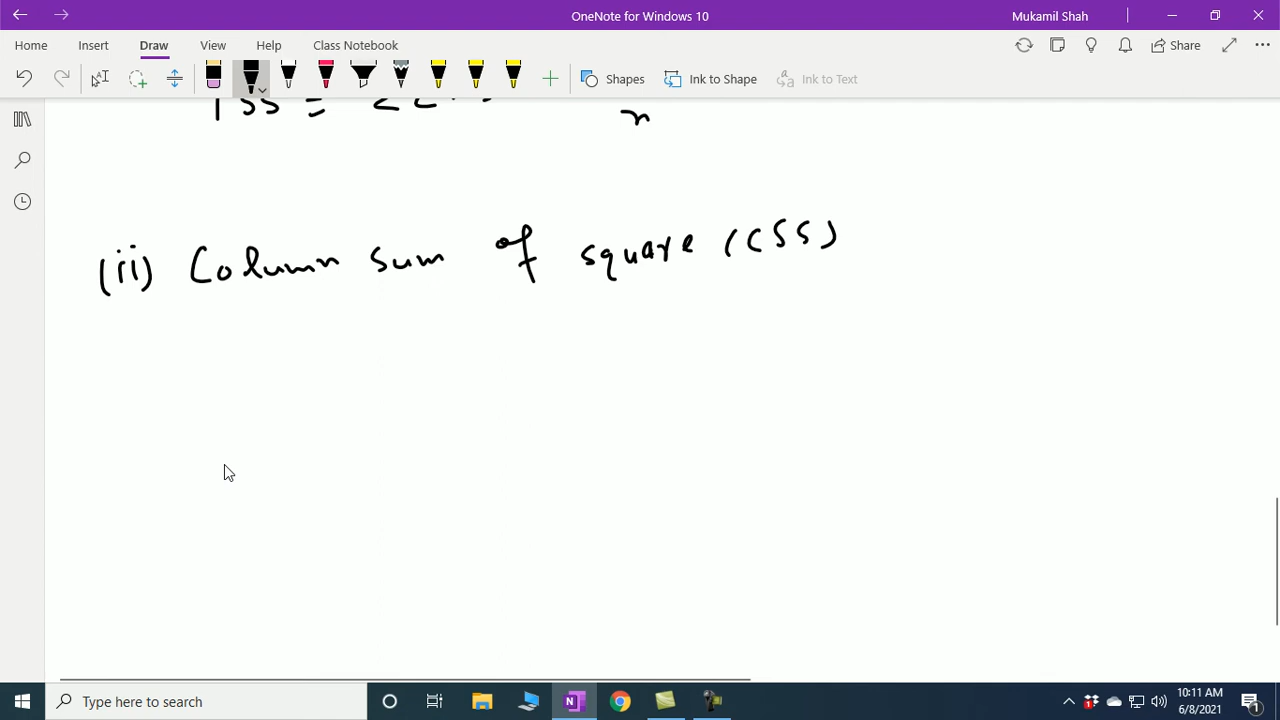 OneNote for Windows 10
Mukamil Shah
Home Insert Draw View Help Class Notebook
Share
Shapes Ink to Shape Ink to Text
TSS =
n
(ii) Column sum of square (CSS)
Type here to search
10:11 AM
6/8/2021